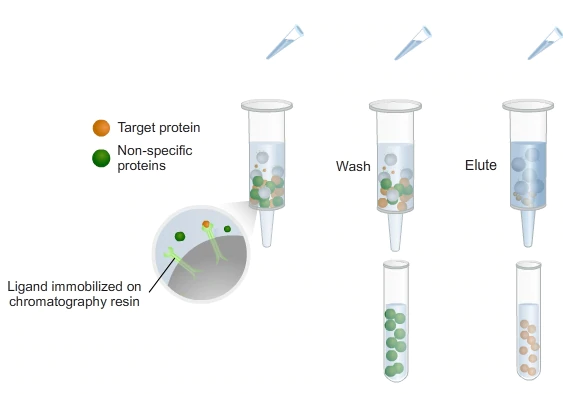 Target protein
Non-specific
proteins
Wash
Elute
Ligand immobilized on
chromatography resin